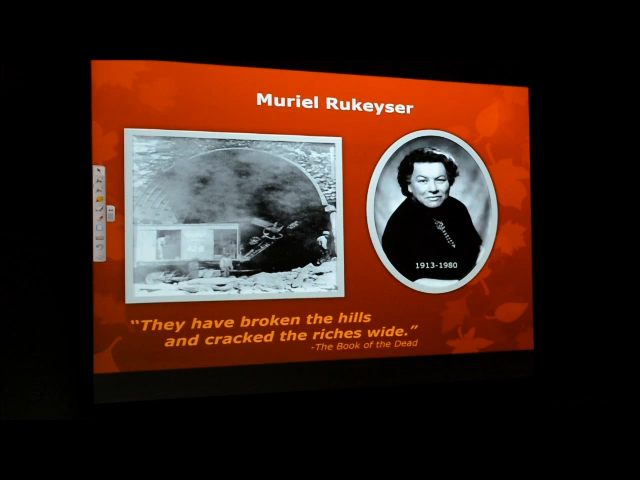 Muriel Rukeyser
1913-1980
“They have broken the hills
and cracked the riches wide.”
-The Book of the Dead